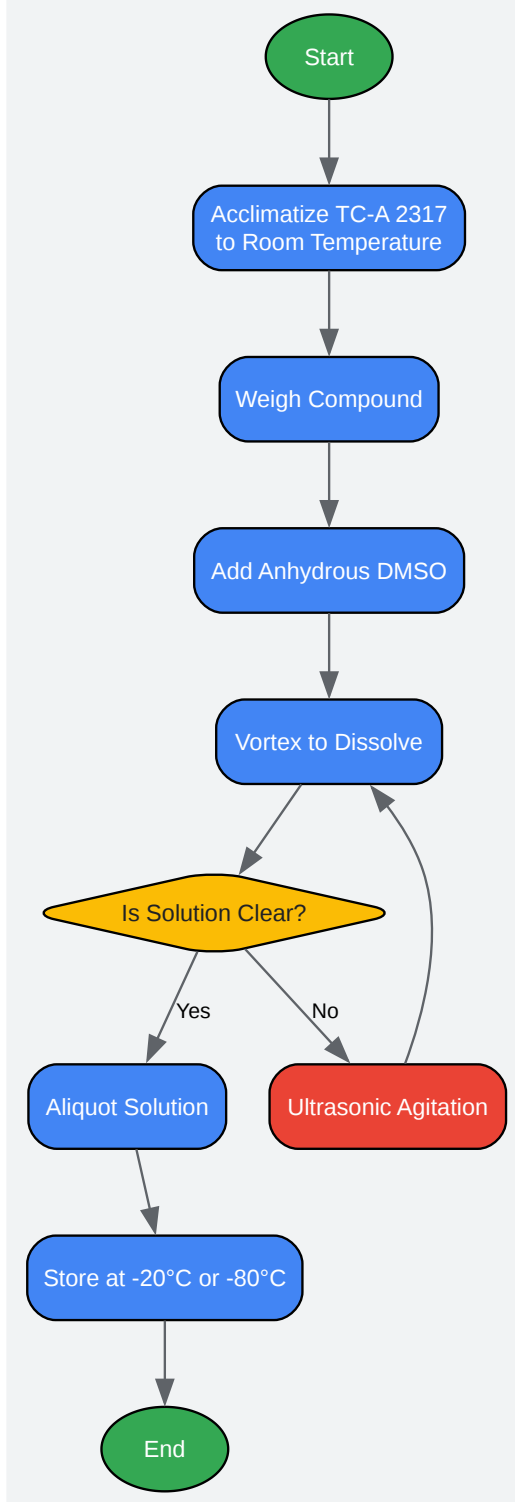 Start
Acclimatize TC-A 2317
to Room Temperature
Weigh Compound
Add Anhydrous DMSO
Vortex to Dissolve
Is Solution Clear?
Yes
No
Aliquot Solution
Ultrasonic Agitation
Store at -20°C or -80°C
End